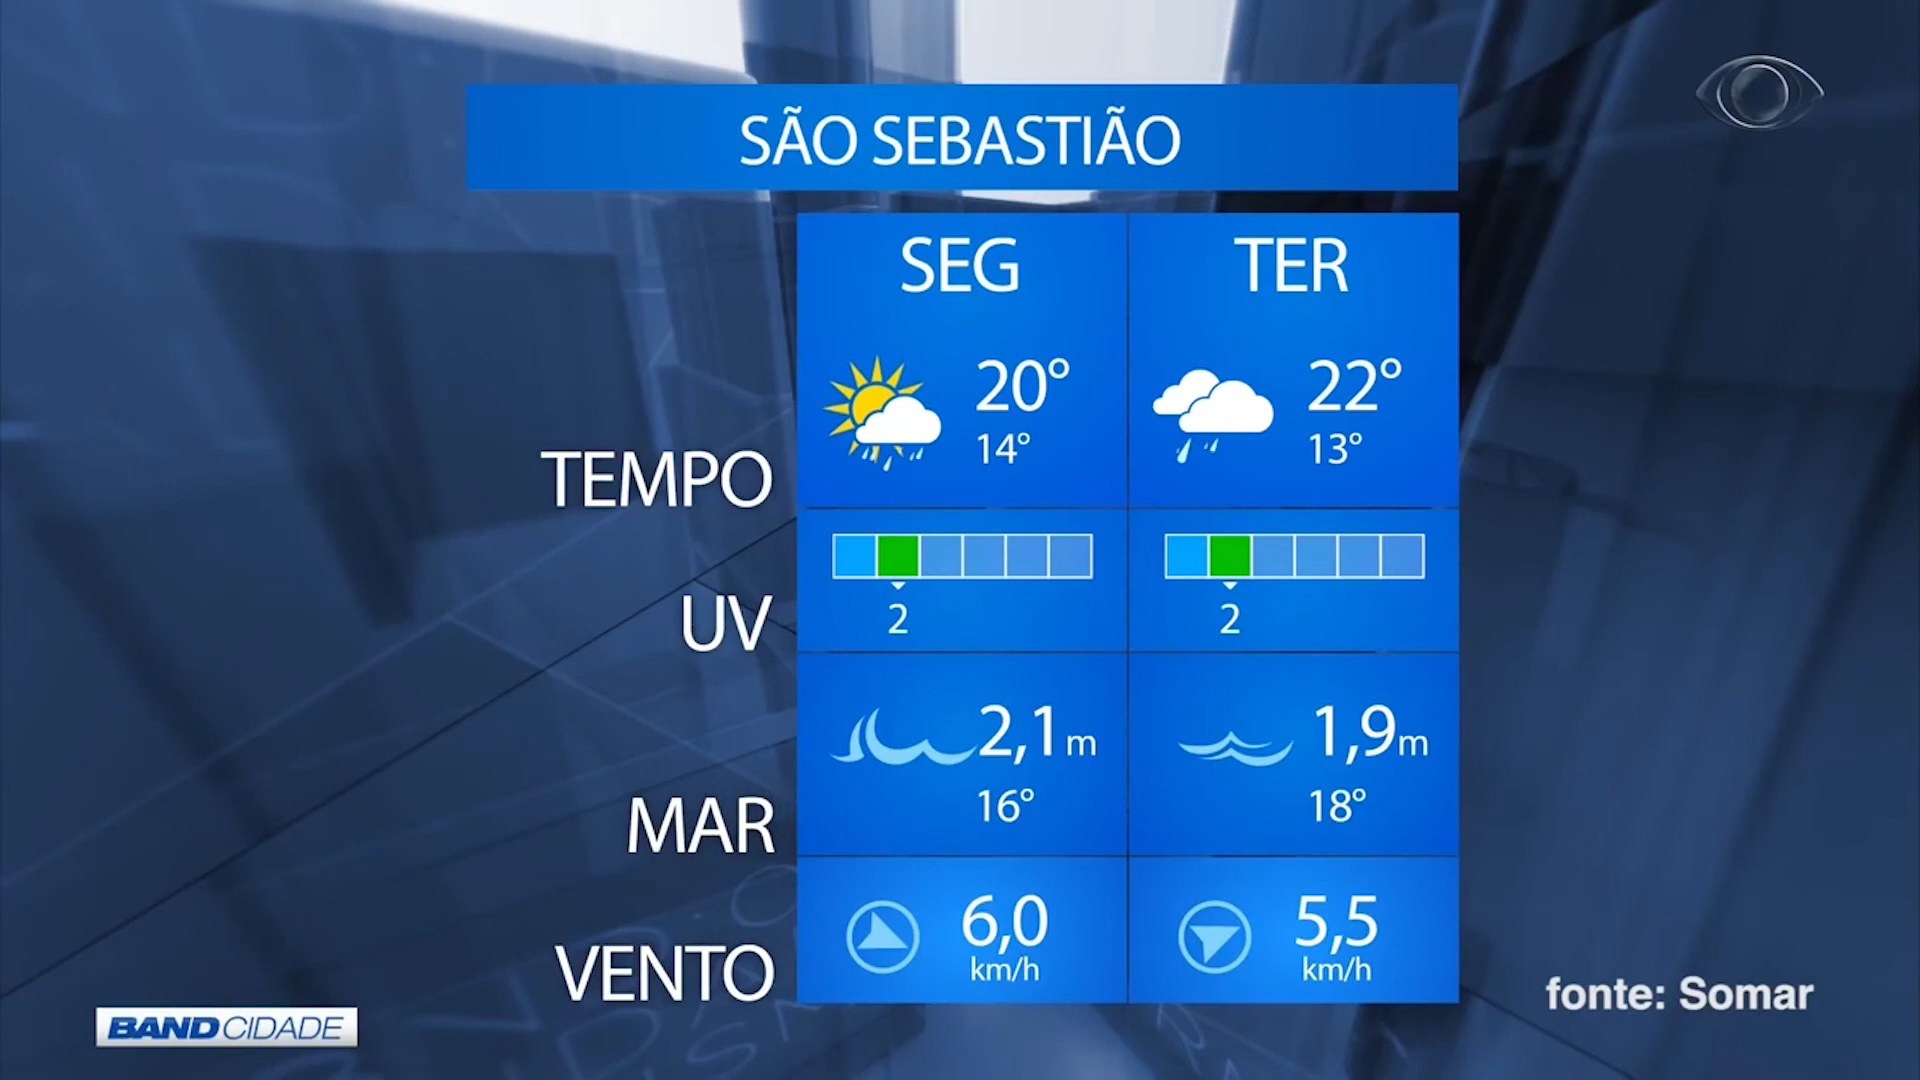 SÃO SEBASTIÃO
SEG TER
20° 22°
14° 13°
TEMPO
2 2
UV
2,1m 1,9m
16° 18°
MAR
6,0 5,5
km/h km/h
VENTO
fonte: Somar
BAND CIDADE